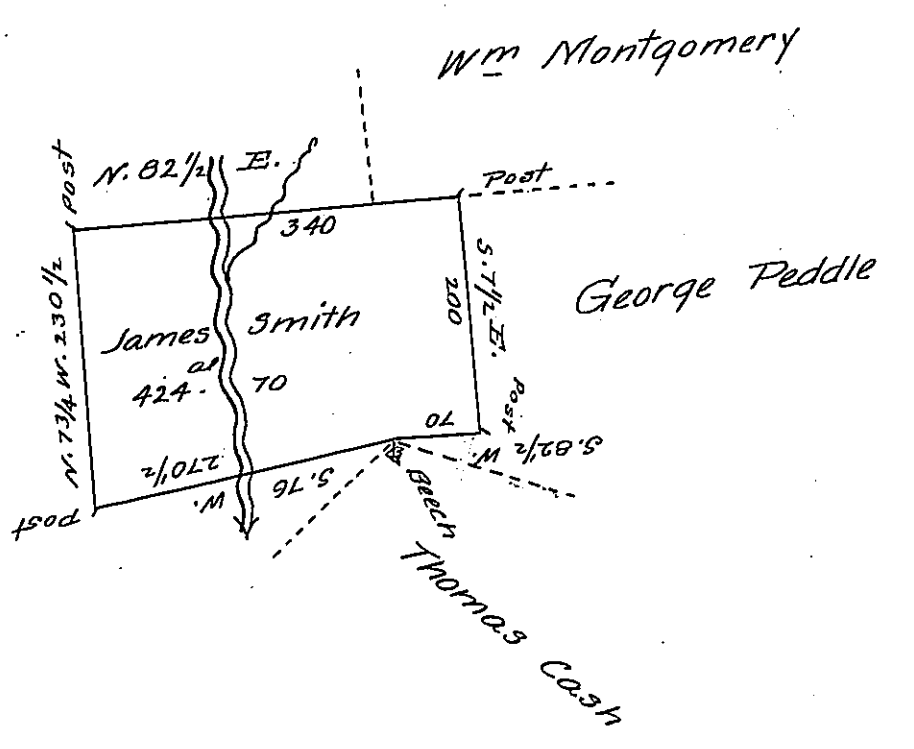 Wm Montgomery
Post
N. 82 1/2 E.
340
Post
N. 7 3/4 W. 230 1/2
S. 7 1/2 E.
200
George Peddle
James Smith
as
424 - 70
Post
70
S. 82 1/2 W.
270 1/2
S. 76 W.
Post
Beech
Thomas Cash